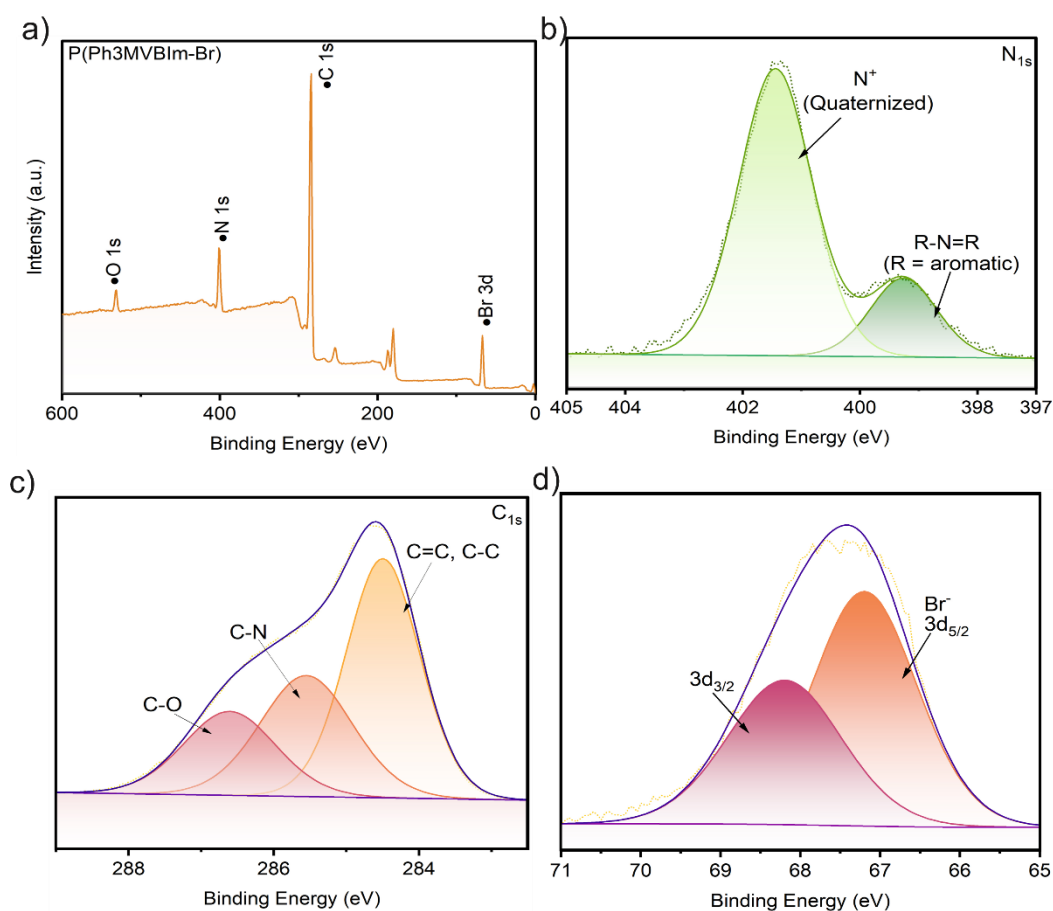 a)
P(Ph3MVBIm-Br)
●C 1s
●N 1s
●O 1s
●Br 3d
Intensity (a.u.)
600
400
200
0
Binding Energy (eV)
b)
N1s
N+
(Quaternized)
R-N=R
(R = aromatic)
405
404
402
400
398
397
Binding Energy (eV)
c)
C1s
C=C, C-C
C-N
C-O
288
286
284
Binding Energy (eV)
d)
Br-
3d5/2
3d3/2
71
70
69
68
67
66
65
Binding Energy (eV)